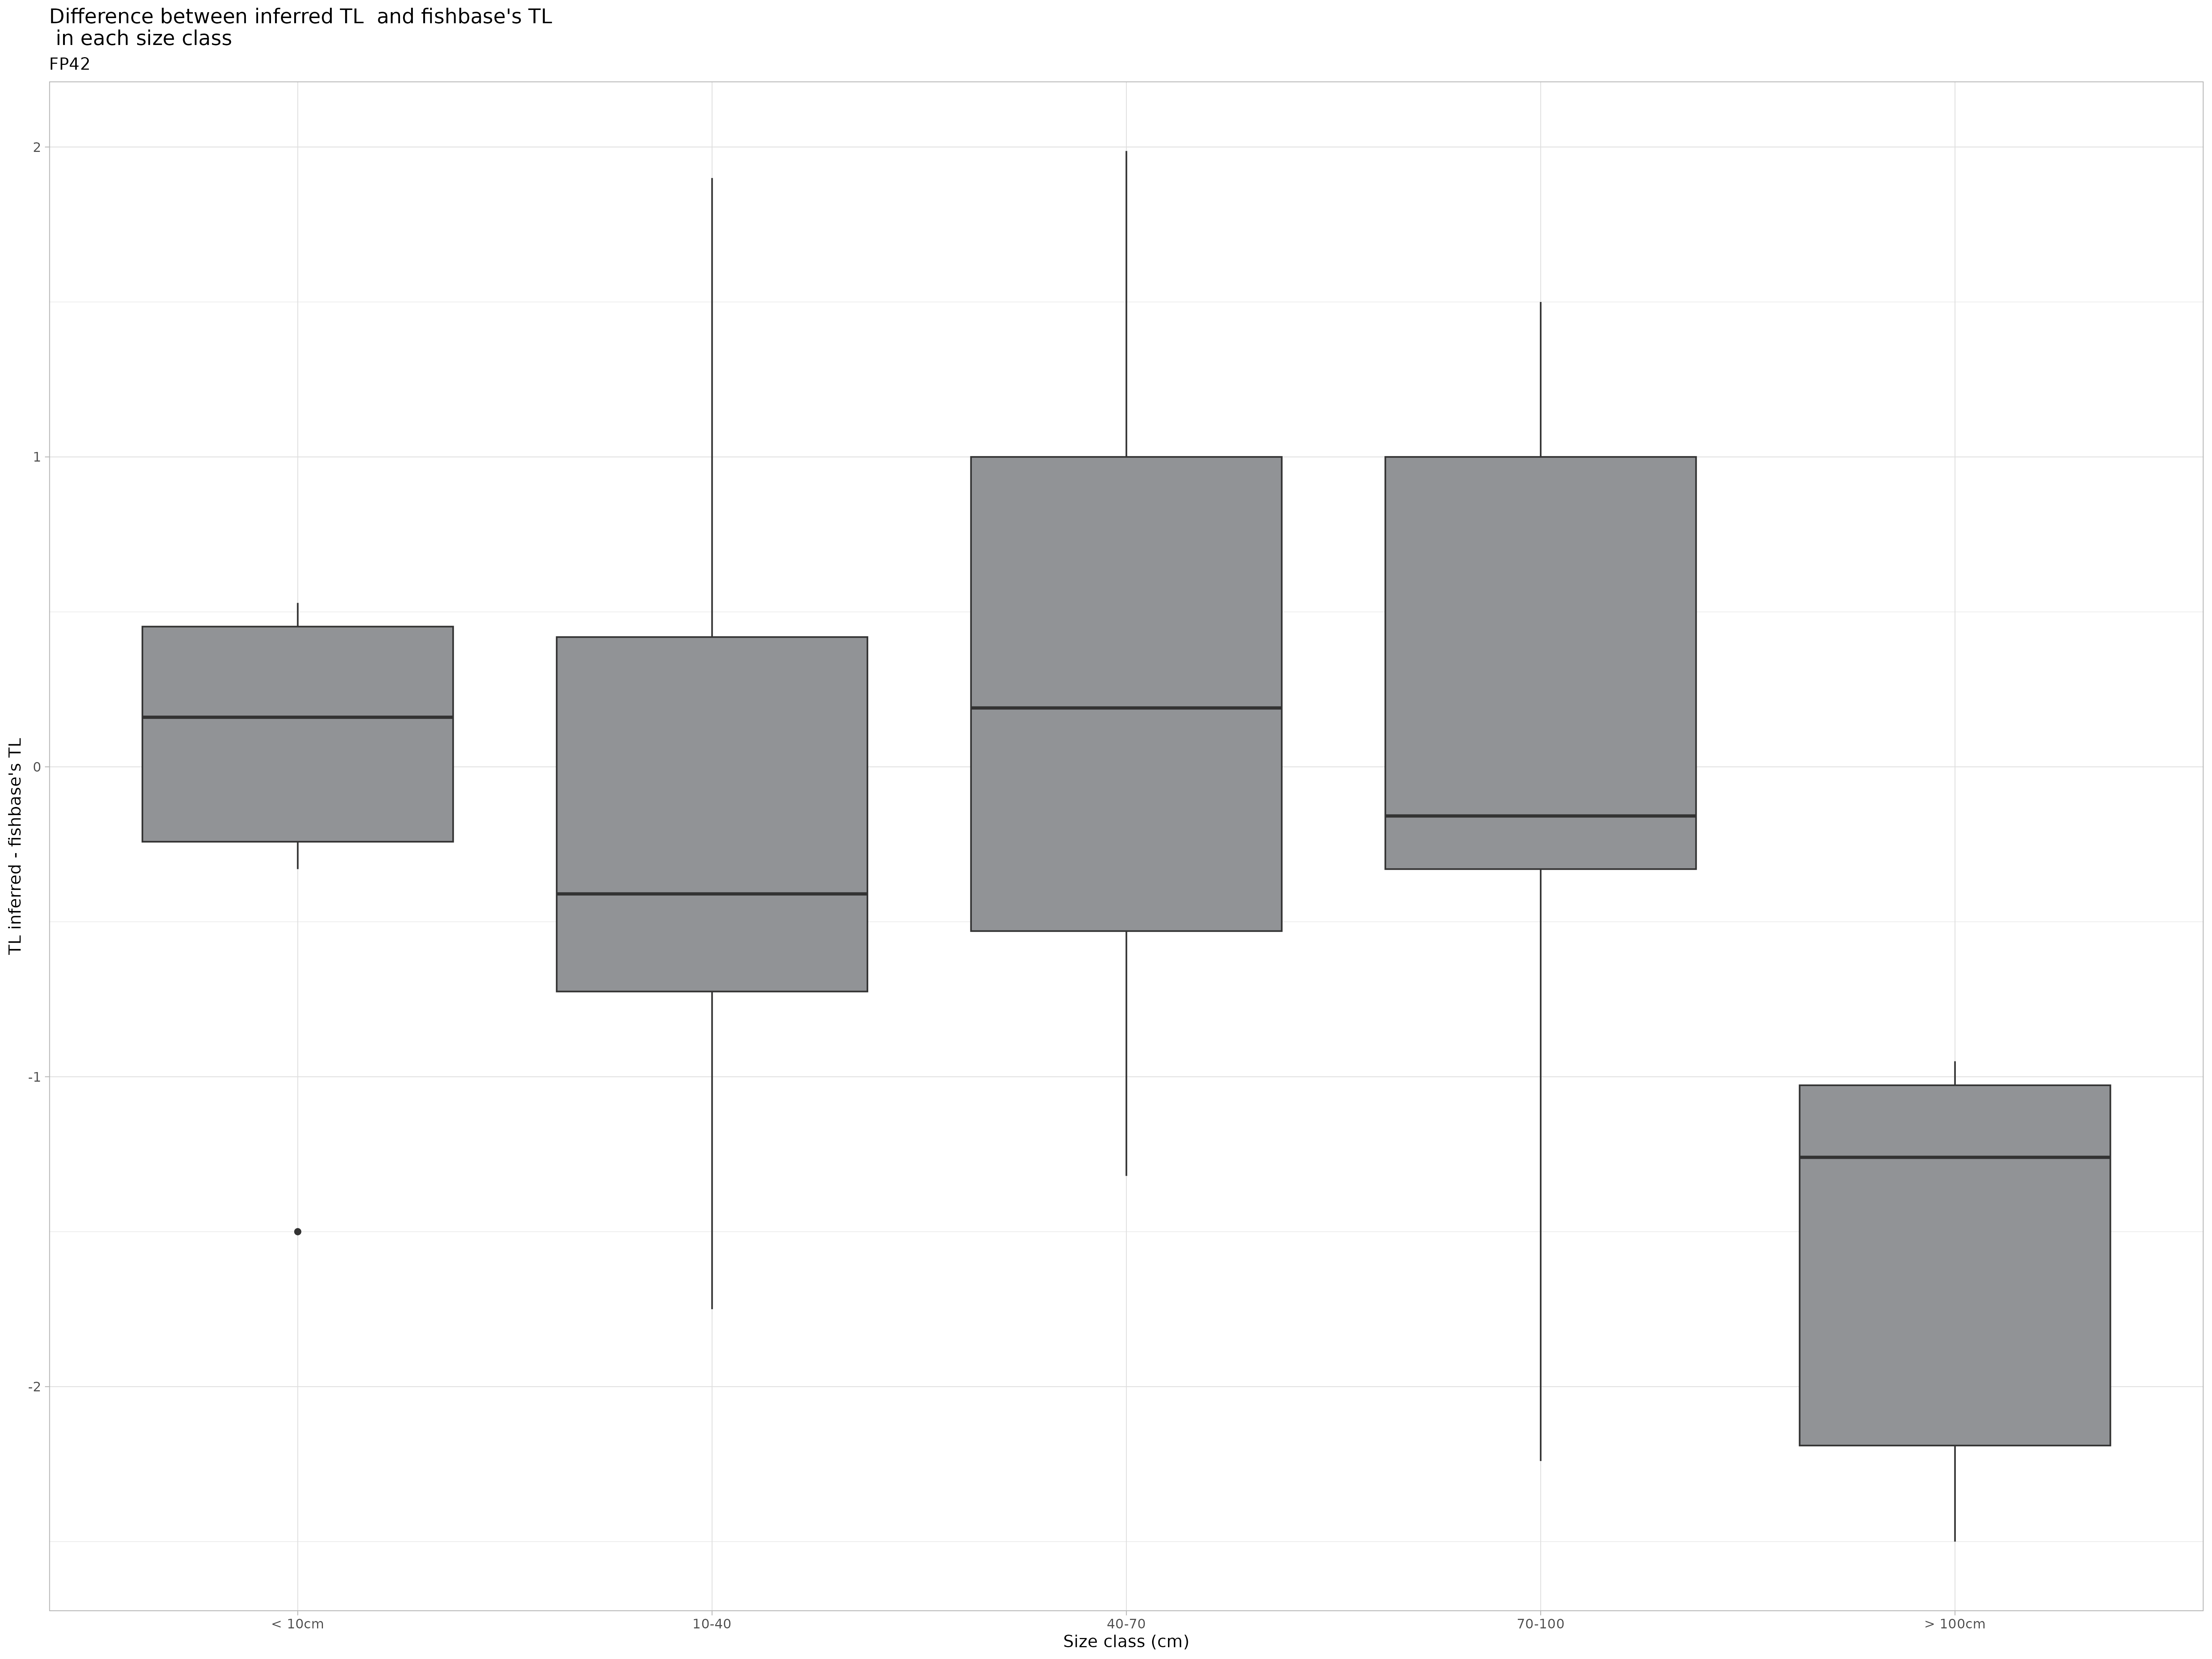 Difference between inferred TL  and fishbase's TL
in each size class
FP42
TL inferred - fishbase's TL
2
1
0
-1
-2
< 10cm
10-40
40-70
70-100
> 100cm
Size class (cm)